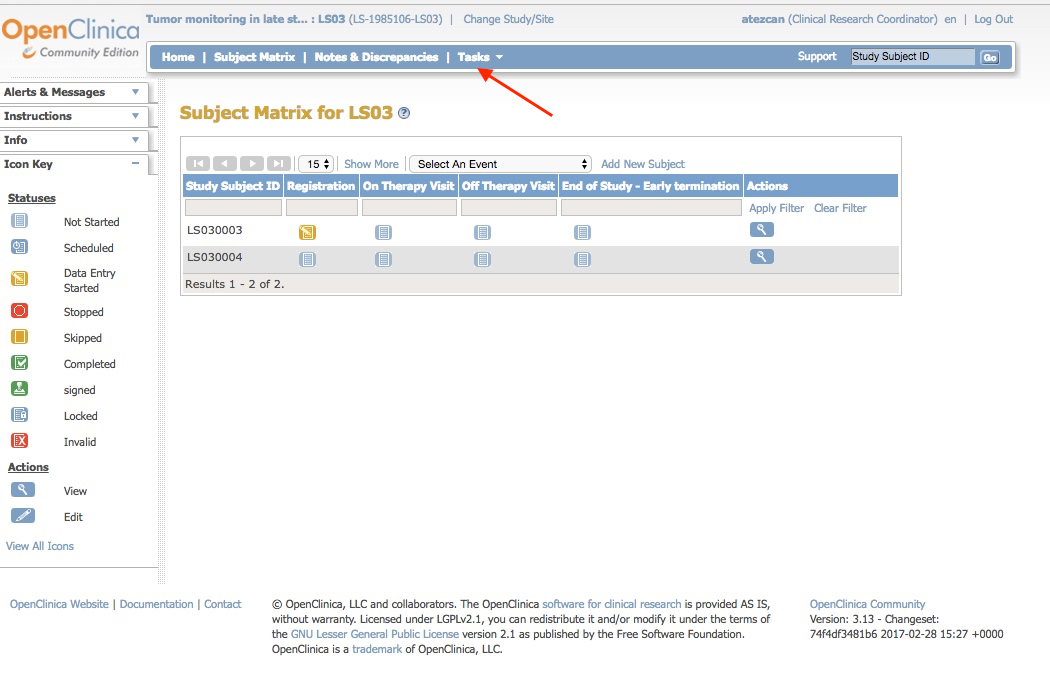 OpenClinica
Community Edition
Tumor monitoring in late st... : LS03 (LS-1985106-LS03) | Change Study/Site
atezcan (Clinical Research Coordinator) en | Log Out
Home | Subject Matrix | Notes & Discrepancies | Tasks
Support Study Subject ID Go
Alerts & Messages
Instructions
Info
Icon Key
Statuses
Not Started
Scheduled
Data Entry
Started
Stopped
Skipped
Completed
signed
Locked
Invalid
Actions
View
Edit
View All Icons
Subject Matrix for LS03 ?
15 Show More Select An Event Add New Subject
Study Subject ID Registration On Therapy Visit Off Therapy Visit End of Study - Early termination Actions
Apply Filter Clear Filter
LS030003
LS030004
Results 1 - 2 of 2.
OpenClinica Website | Documentation | Contact
© OpenClinica, LLC and collaborators. The OpenClinica software for clinical research is provided AS IS,
without warranty. Licensed under LGPLv2.1, you can redistribute it and/or modify it under the terms of
the GNU Lesser General Public License version 2.1 as published by the Free Software Foundation.
OpenClinica is a trademark of OpenClinica, LLC.
OpenClinica Community
Version: 3.13 - Changeset:
74f4df3481b6 2017-02-28 15:27 +0000